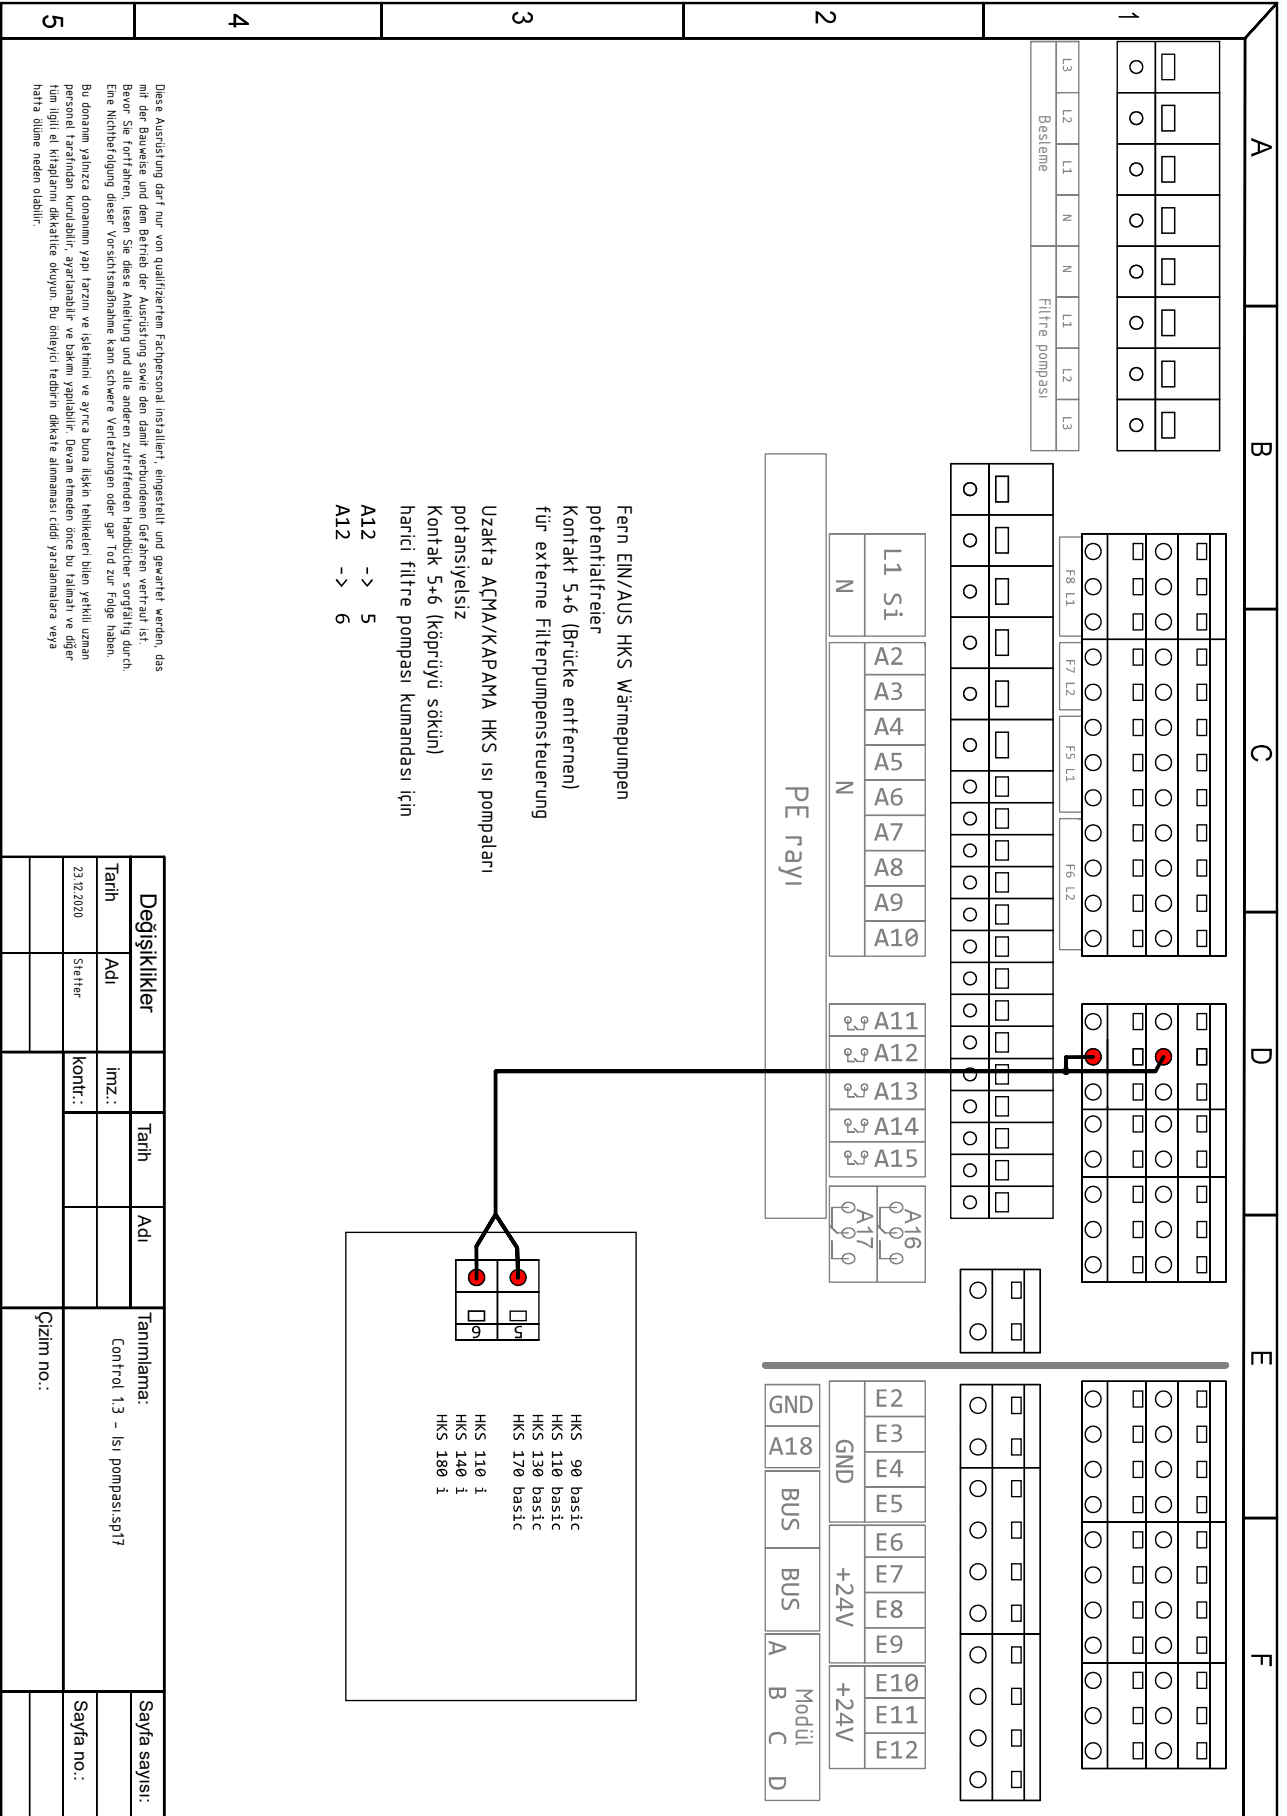 1
2
3
4
5
A
B
C
D
E
F
L3
L2
L1
N
N
L1
L2
L3
Besleme
Filtre pompası
F8 L1
F7 L2
F5 L1
F6 L2
L1 Si
N
A2
A3
A4
A5
A6
A7
A8
A9
A10
N
A11
A12
A13
A14
A15
A16
A17
PE rayı
E2
E3
E4
E5
E6
E7
E8
E9
E10
E11
E12
GND
+24V
+24V
GND
A18
BUS
BUS
Modül
A B C D
Fern EIN/AUS HKS Wärmepumpen
potentialfreier
Kontakt 5+6 (Brücke entfernen)
für externe Filterpumpensteuerung
Uzakta AÇMA/KAPAMA HKS ısı pompaları
potansiyelsiz
Kontak 5+6 (köprüyü sökün)
harici filtre pompası kumandası için
A12 -> 5
A12 -> 6
5
6
HKS 90 basic
HKS 110 basic
HKS 130 basic
HKS 170 basic
HKS 110 i
HKS 140 i
HKS 180 i
Diese Ausrüstung darf nur von qualifiziertem Fachpersonal installiert, eingestellt und gewartet werden, das
mit der Bauweise und dem Betrieb der Ausrüstung sowie den damit verbundenen Gefahren vertraut ist.
Bevor Sie fortfahren, lesen Sie diese Anleitung und alle anderen zutreffenden Handbücher sorgfältig durch.
Eine Nichtbefolgung dieser Vorsichtsmaßnahme kann schwere Verletzungen oder gar Tod zur Folge haben.
Bu donanım yalnızca donanımın yapı tarzını ve işletimini ve ayrıca buna ilişkin tehlikeleri bilen yetkili uzman
personel tarafından kurulabilir, ayarlanabilir ve bakımı yapılabilir. Devam etmeden önce bu talimatı ve diğer
tüm ilgili el kitaplarını dikkatlice okuyun. Bu önleyici tedbirin dikkate alınmaması ciddi yaralanmalara veya
hatta ölüme neden olabilir.
Değişiklikler
Tarih
Adı
23.12.2020
Stetter
imz.:
kontr.:
Tarih
Adı
Tanımlama:
Control 1.3 - Isı pompası.sp17
Çizim no.:
Sayfa sayısı:
Sayfa no.: